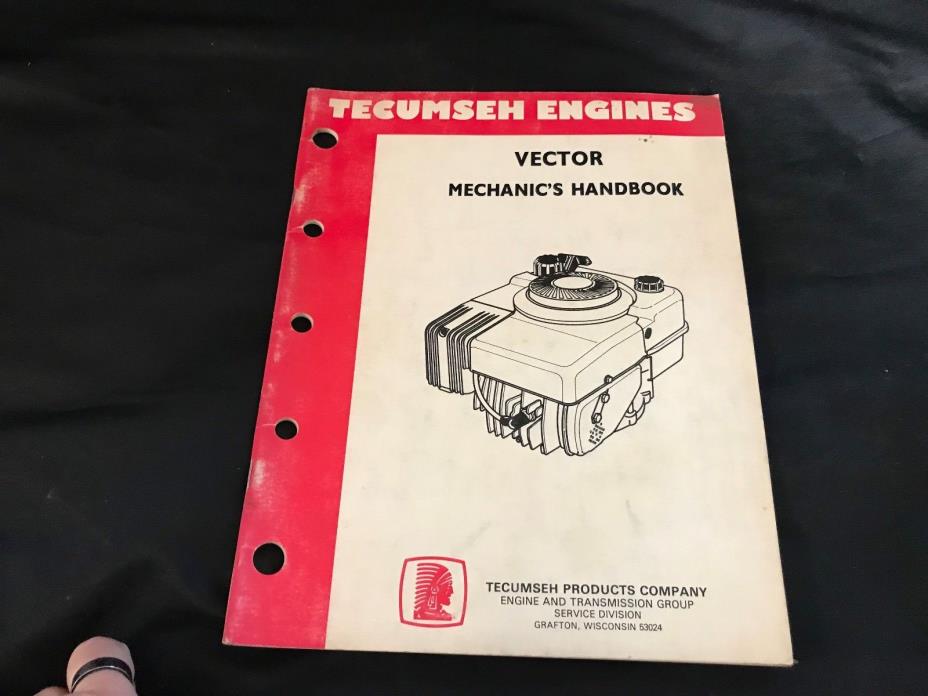 TECUMSEH ENGINES
VECTOR
MECHANIC'S HANDBOOK
TECUMSEH PRODUCTS COMPANY
ENGINE AND TRANSMISSION GROUP
SERVICE DIVISION
GRAFTON, WISCONSIN 53024